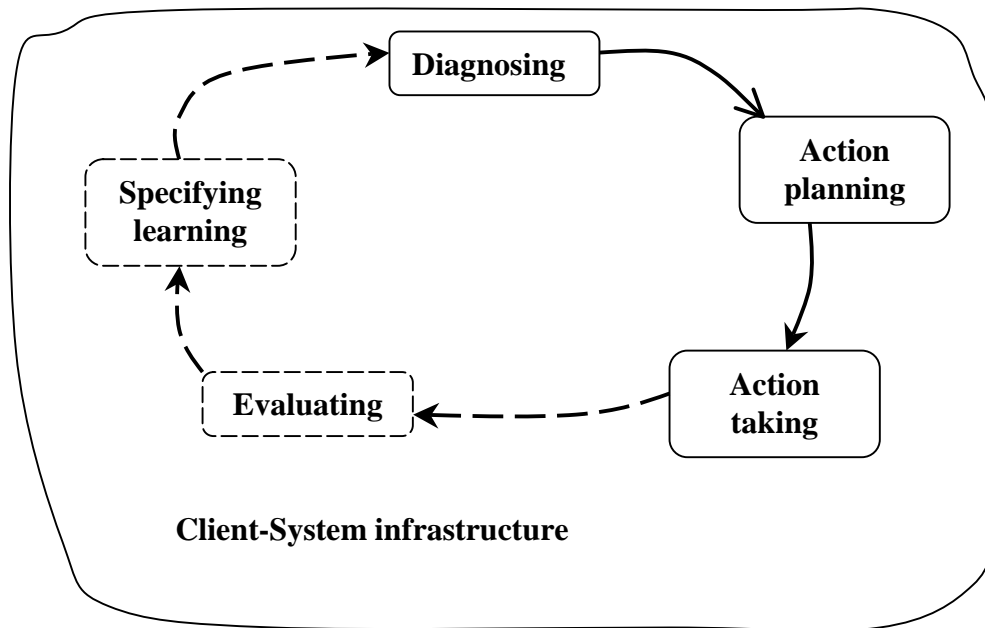 Diagnosing
Action
planning
Specifying
learning
Action
taking
Evaluating
Client-System infrastructure